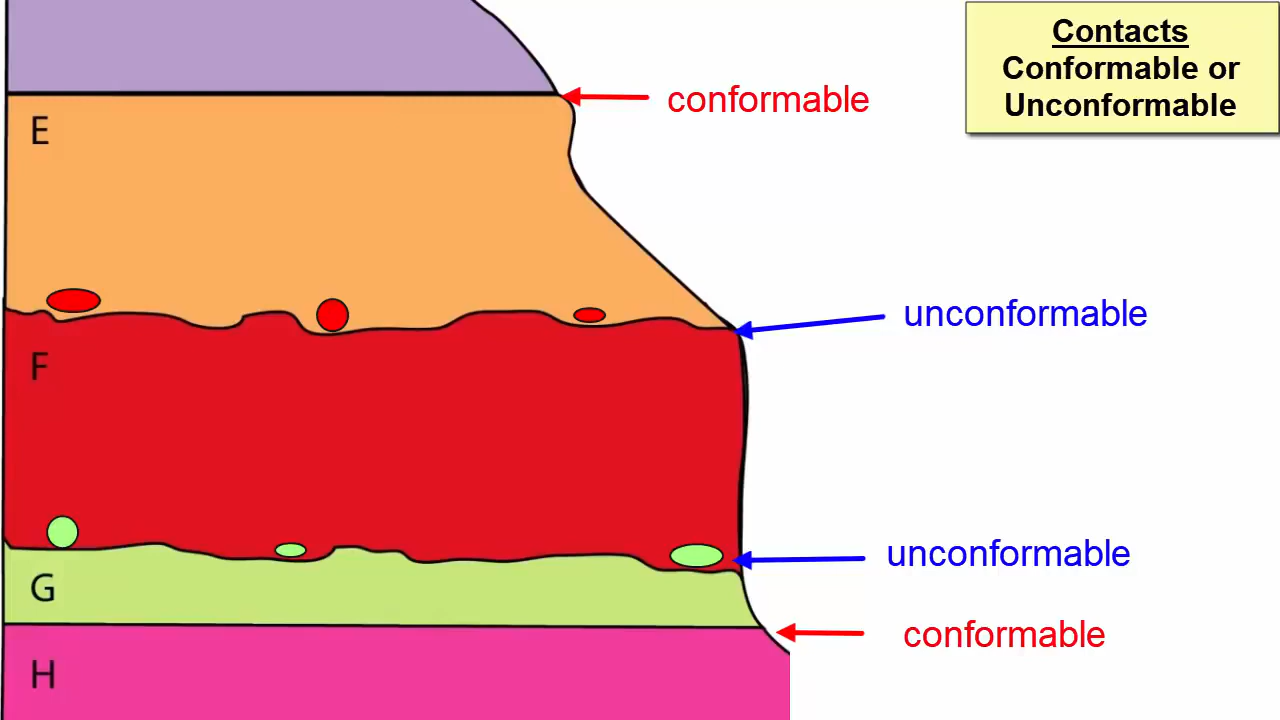 Contacts
Conformable or
Unconformable
conformable
E
unconformable
F
unconformable
G
conformable
H